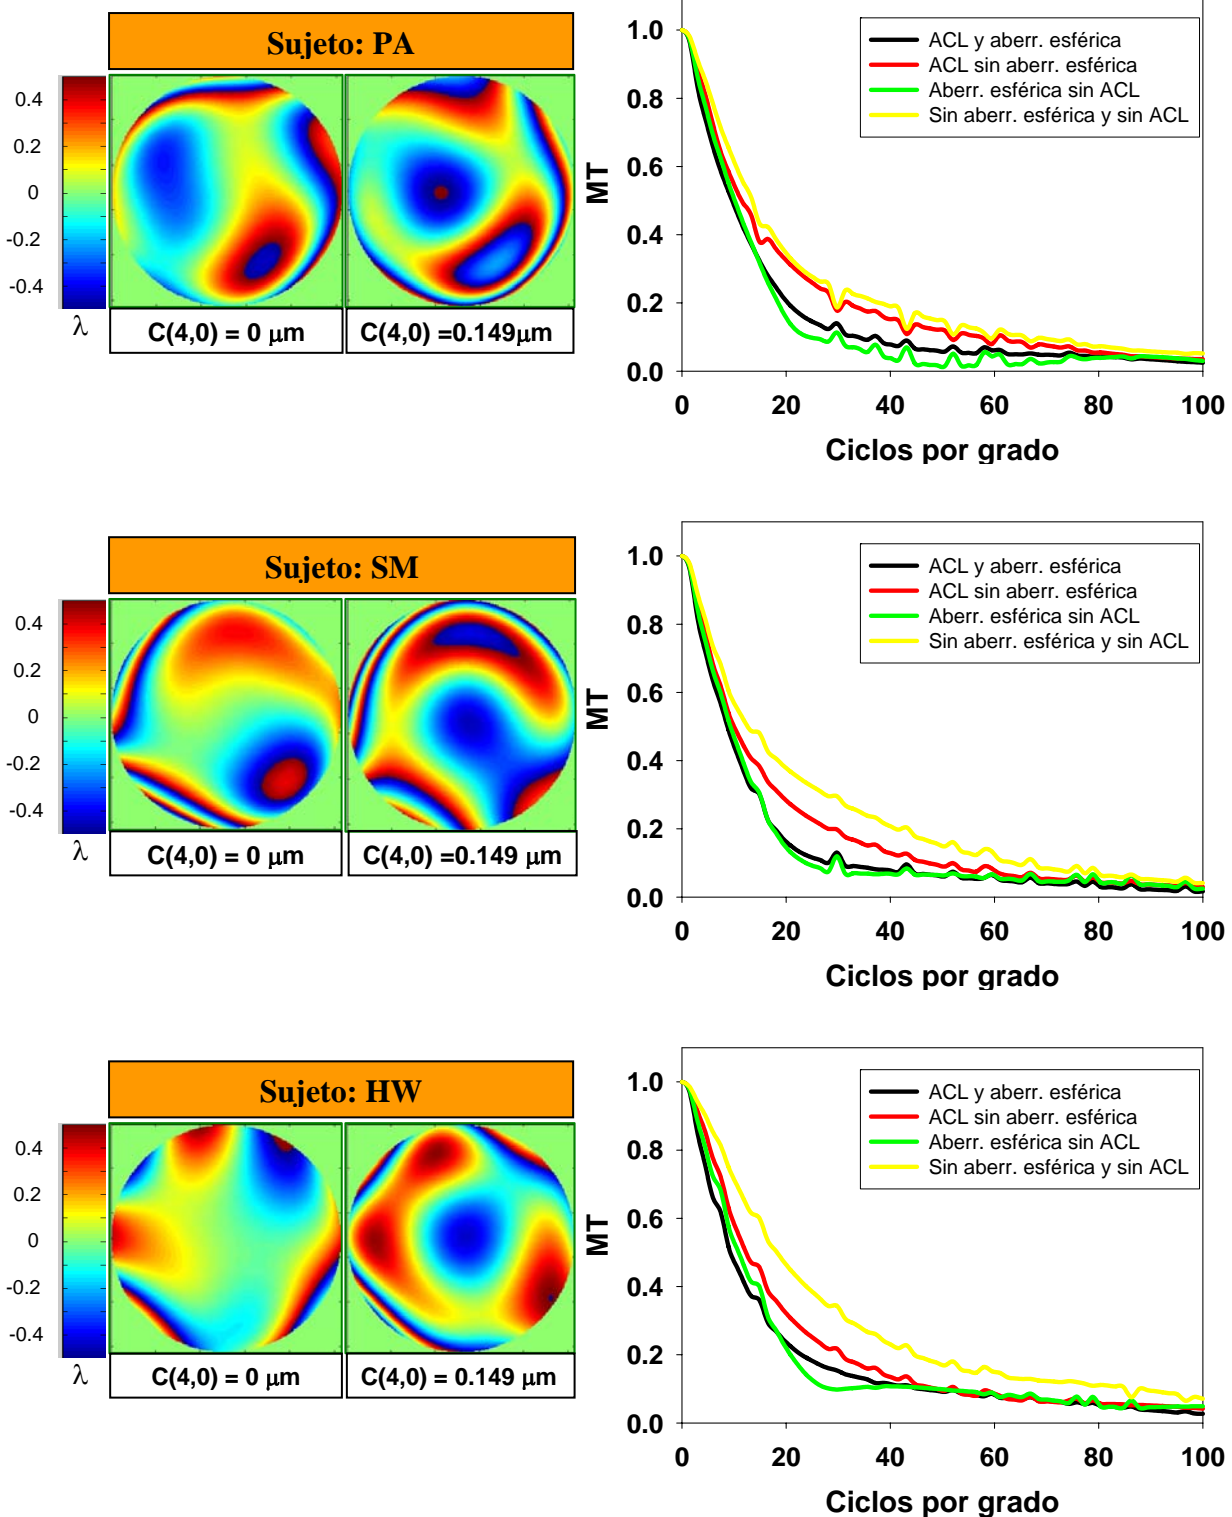 Sujeto: PA
0.4
0.2
0
-0.2
-0.4
λ
C(4,0) = 0 μm
C(4,0) =0.149μm
MT
1.0
0.8
0.6
0.4
0.2
0.0
ACL y aberr. esférica
ACL sin aberr. esférica
Aberr. esférica sin ACL
Sin aberr. esférica y sin ACL
0 20 40 60 80 100
Ciclos por grado
Sujeto: SM
0.4
0.2
0
-0.2
-0.4
λ
C(4,0) = 0 μm
C(4,0) =0.149 μm
MT
1.0
0.8
0.6
0.4
0.2
0.0
ACL y aberr. esférica
ACL sin aberr. esférica
Aberr. esférica sin ACL
Sin aberr. esférica y sin ACL
0 20 40 60 80 100
Ciclos por grado
Sujeto: HW
0.4
0.2
0
-0.2
-0.4
λ
C(4,0) = 0 μm
C(4,0) = 0.149 μm
MT
1.0
0.8
0.6
0.4
0.2
0.0
ACL y aberr. esférica
ACL sin aberr. esférica
Aberr. esférica sin ACL
Sin aberr. esférica y sin ACL
0 20 40 60 80 100
Ciclos por grado